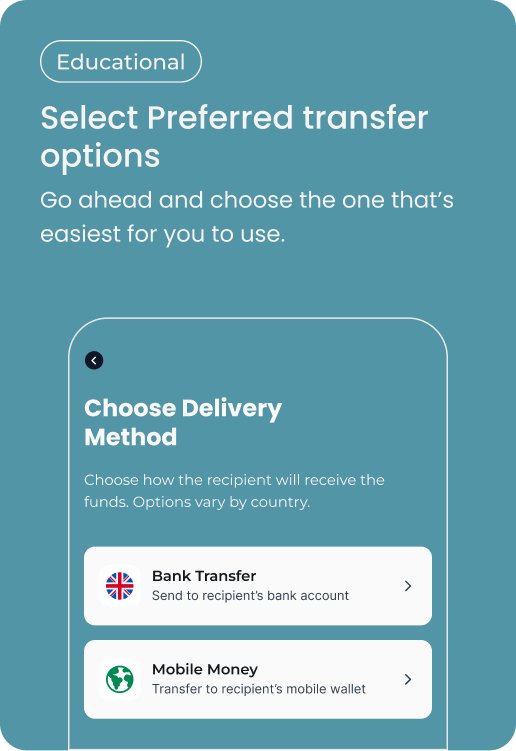 Educational
Select Preferred transfer
options
Go ahead and choose the one that’s
easiest for you to use.
Choose Delivery
Method
Choose how the recipient will receive the
funds. Options vary by country.
Bank Transfer
Send to recipient’s bank account
Mobile Money
Transfer to recipient’s mobile wallet